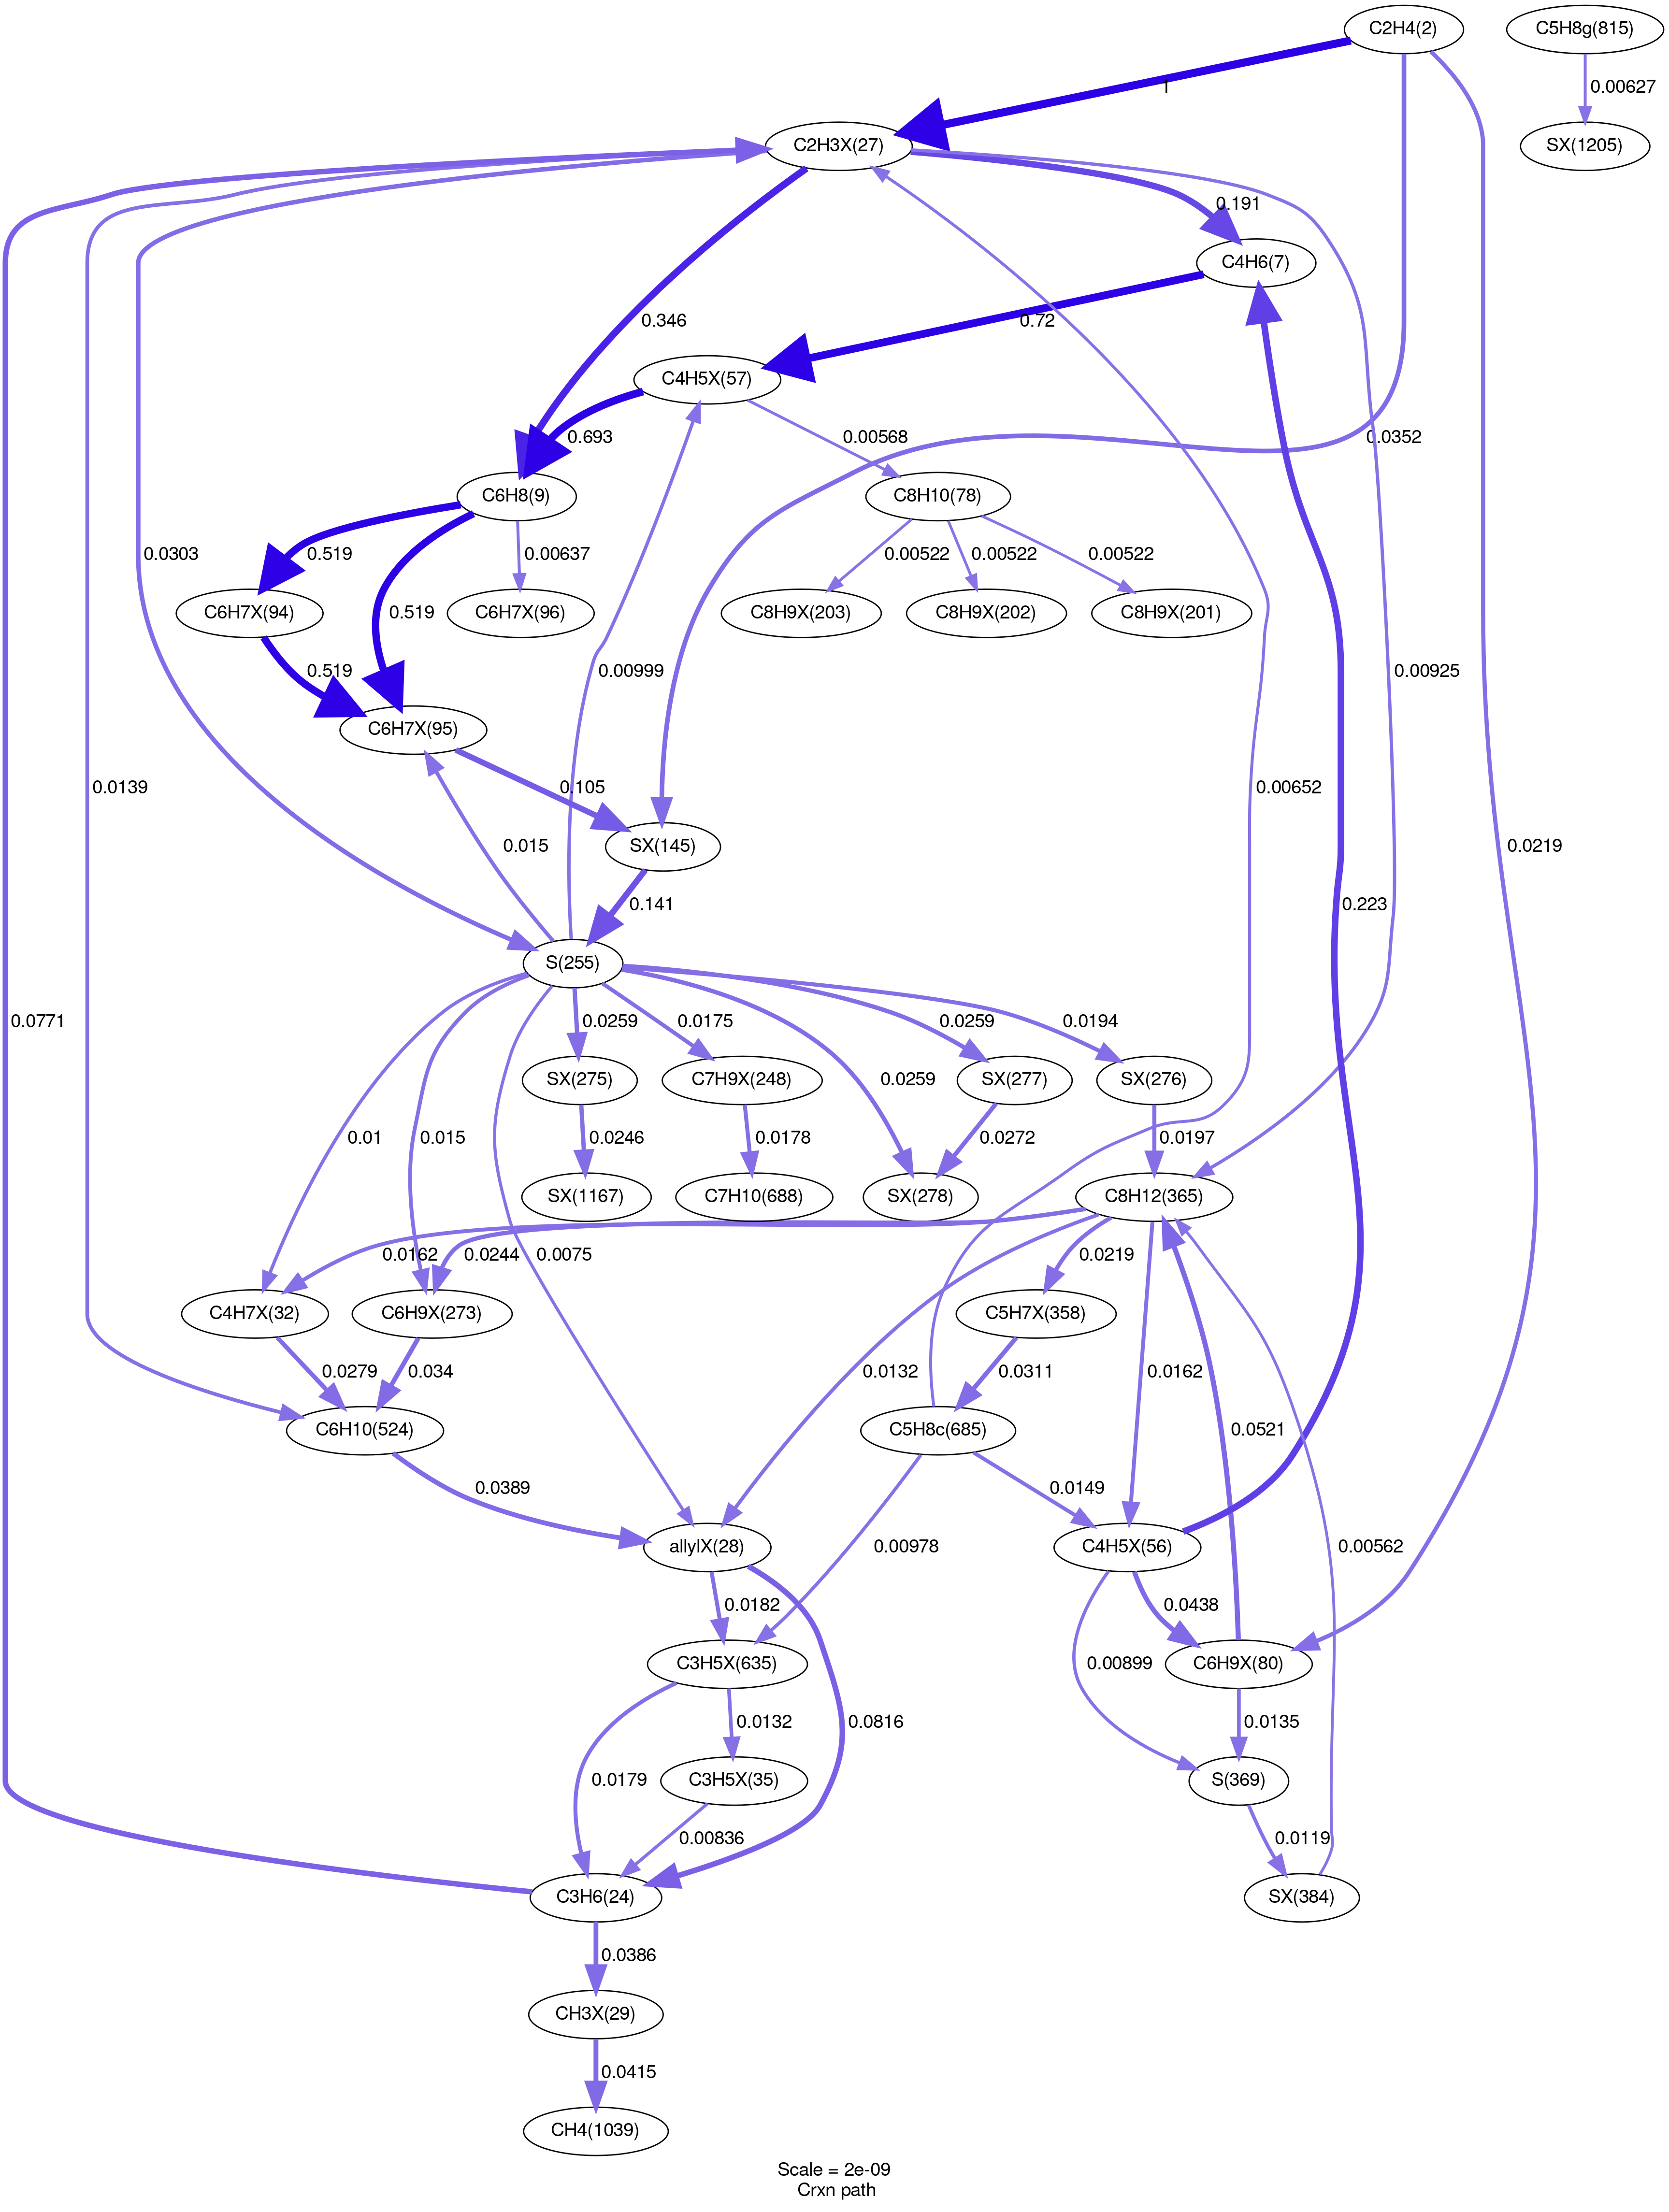 C2H4(2)
C5H8g(815)
1
0.00627
C2H3X(27)
SX(1205)
0.191
C4H6(7)
0.346
0.72
C4H5X(57)
0.693
0.00568
0.0352
C6H8(9)
C8H10(78)
0.0303
0.519
0.00637
0.00522
0.00522
0.00522
C6H7X(94)
C6H7X(96)
C8H9X(203)
C8H9X(202)
C8H9X(201)
0.519
0.519
0.00999
0.00925
C6H7X(95)
0.0139
0.105
0.00652
0.015
0.0219
SX(145)
0.141
0.223
S(255)
0.0771
0.0259
0.0175
0.0259
0.0259
0.0194
SX(275)
C7H9X(248)
SX(277)
SX(276)
0.01
0.015
0.0246
0.0178
0.0272
0.0197
SX(1167)
C7H10(688)
SX(278)
C8H12(365)
0.0162
0.0244
0.0075
0.0219
C4H7X(32)
C6H9X(273)
C5H7X(358)
0.0279
0.034
0.0132
0.0311
0.0162
C6H10(524)
C5H8c(685)
0.0521
0.0389
0.0149
allylX(28)
0.00978
C4H5X(56)
0.00562
0.0182
0.0438
C3H5X(635)
0.00899
C6H9X(80)
0.0132
0.0816
0.0135
0.0179
C3H5X(35)
S(369)
0.00836
0.0119
C3H6(24)
SX(384)
0.0386
CH3X(29)
0.0415
CH4(1039)
Scale = 2e-09
Crxn path